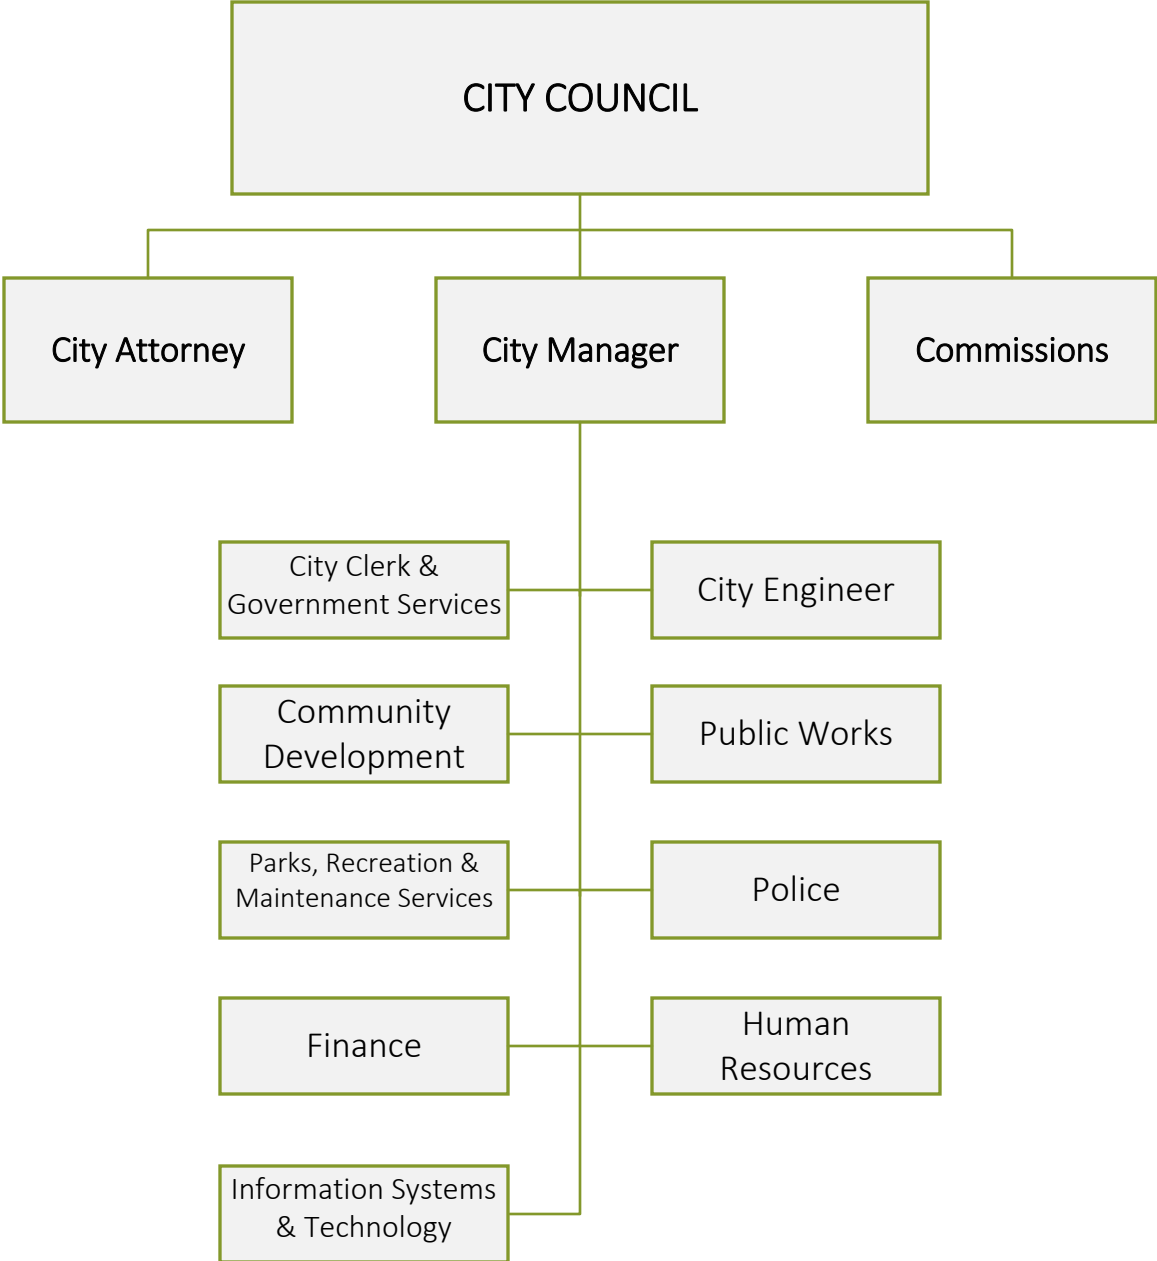 CITY COUNCIL
City Attorney
City Manager
Commissions
City Clerk &
Government Services
City Engineer
Community
Development
Public Works
Parks, Recreation &
Maintenance Services
Police
Finance
Human
Resources
Information Systems
& Technology